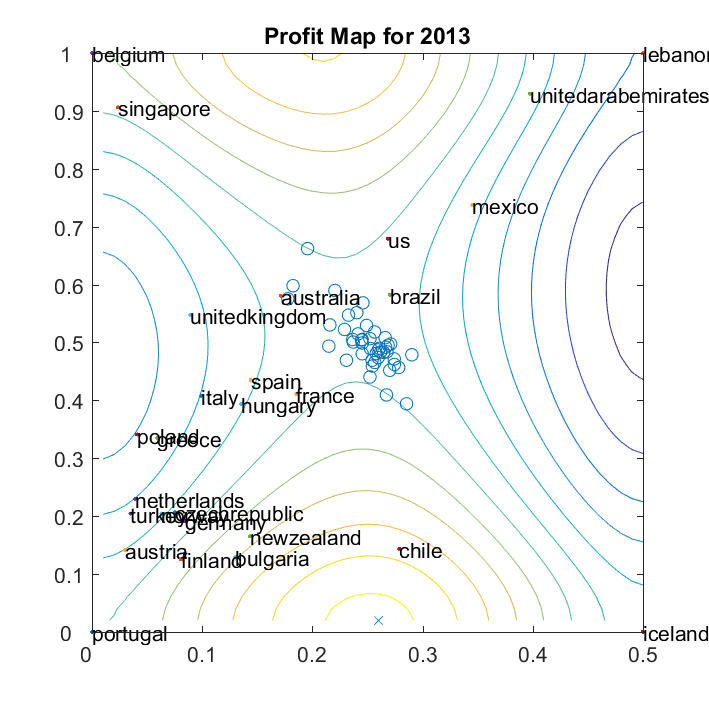 Profit Map for 2013
1
belgium
lebanon
unitedarabemirates
0.9
singapore
0.8
mexico
0.7
us
0.6
australia
brazil
unitedkingdom
0.5
spain
0.4
italy
hungary
france
poland
greece
0.3
netherlands
0.2
turkey
norway
czechrepublic
germany
newzealand
austria
finland
bulgaria
chile
0.1
0
portugal
iceland
0
0.1
0.2
0.3
0.4
0.5